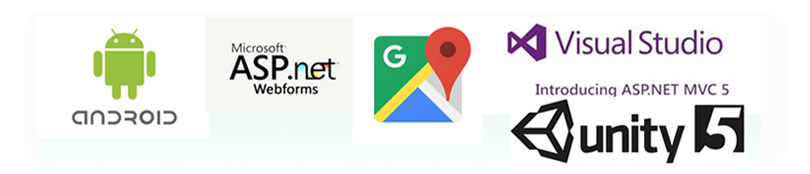 ANDROID
Microsoft
ASP.net
Webforms
G
Visual Studio
Introducing ASP.NET MVC 5
unity 5